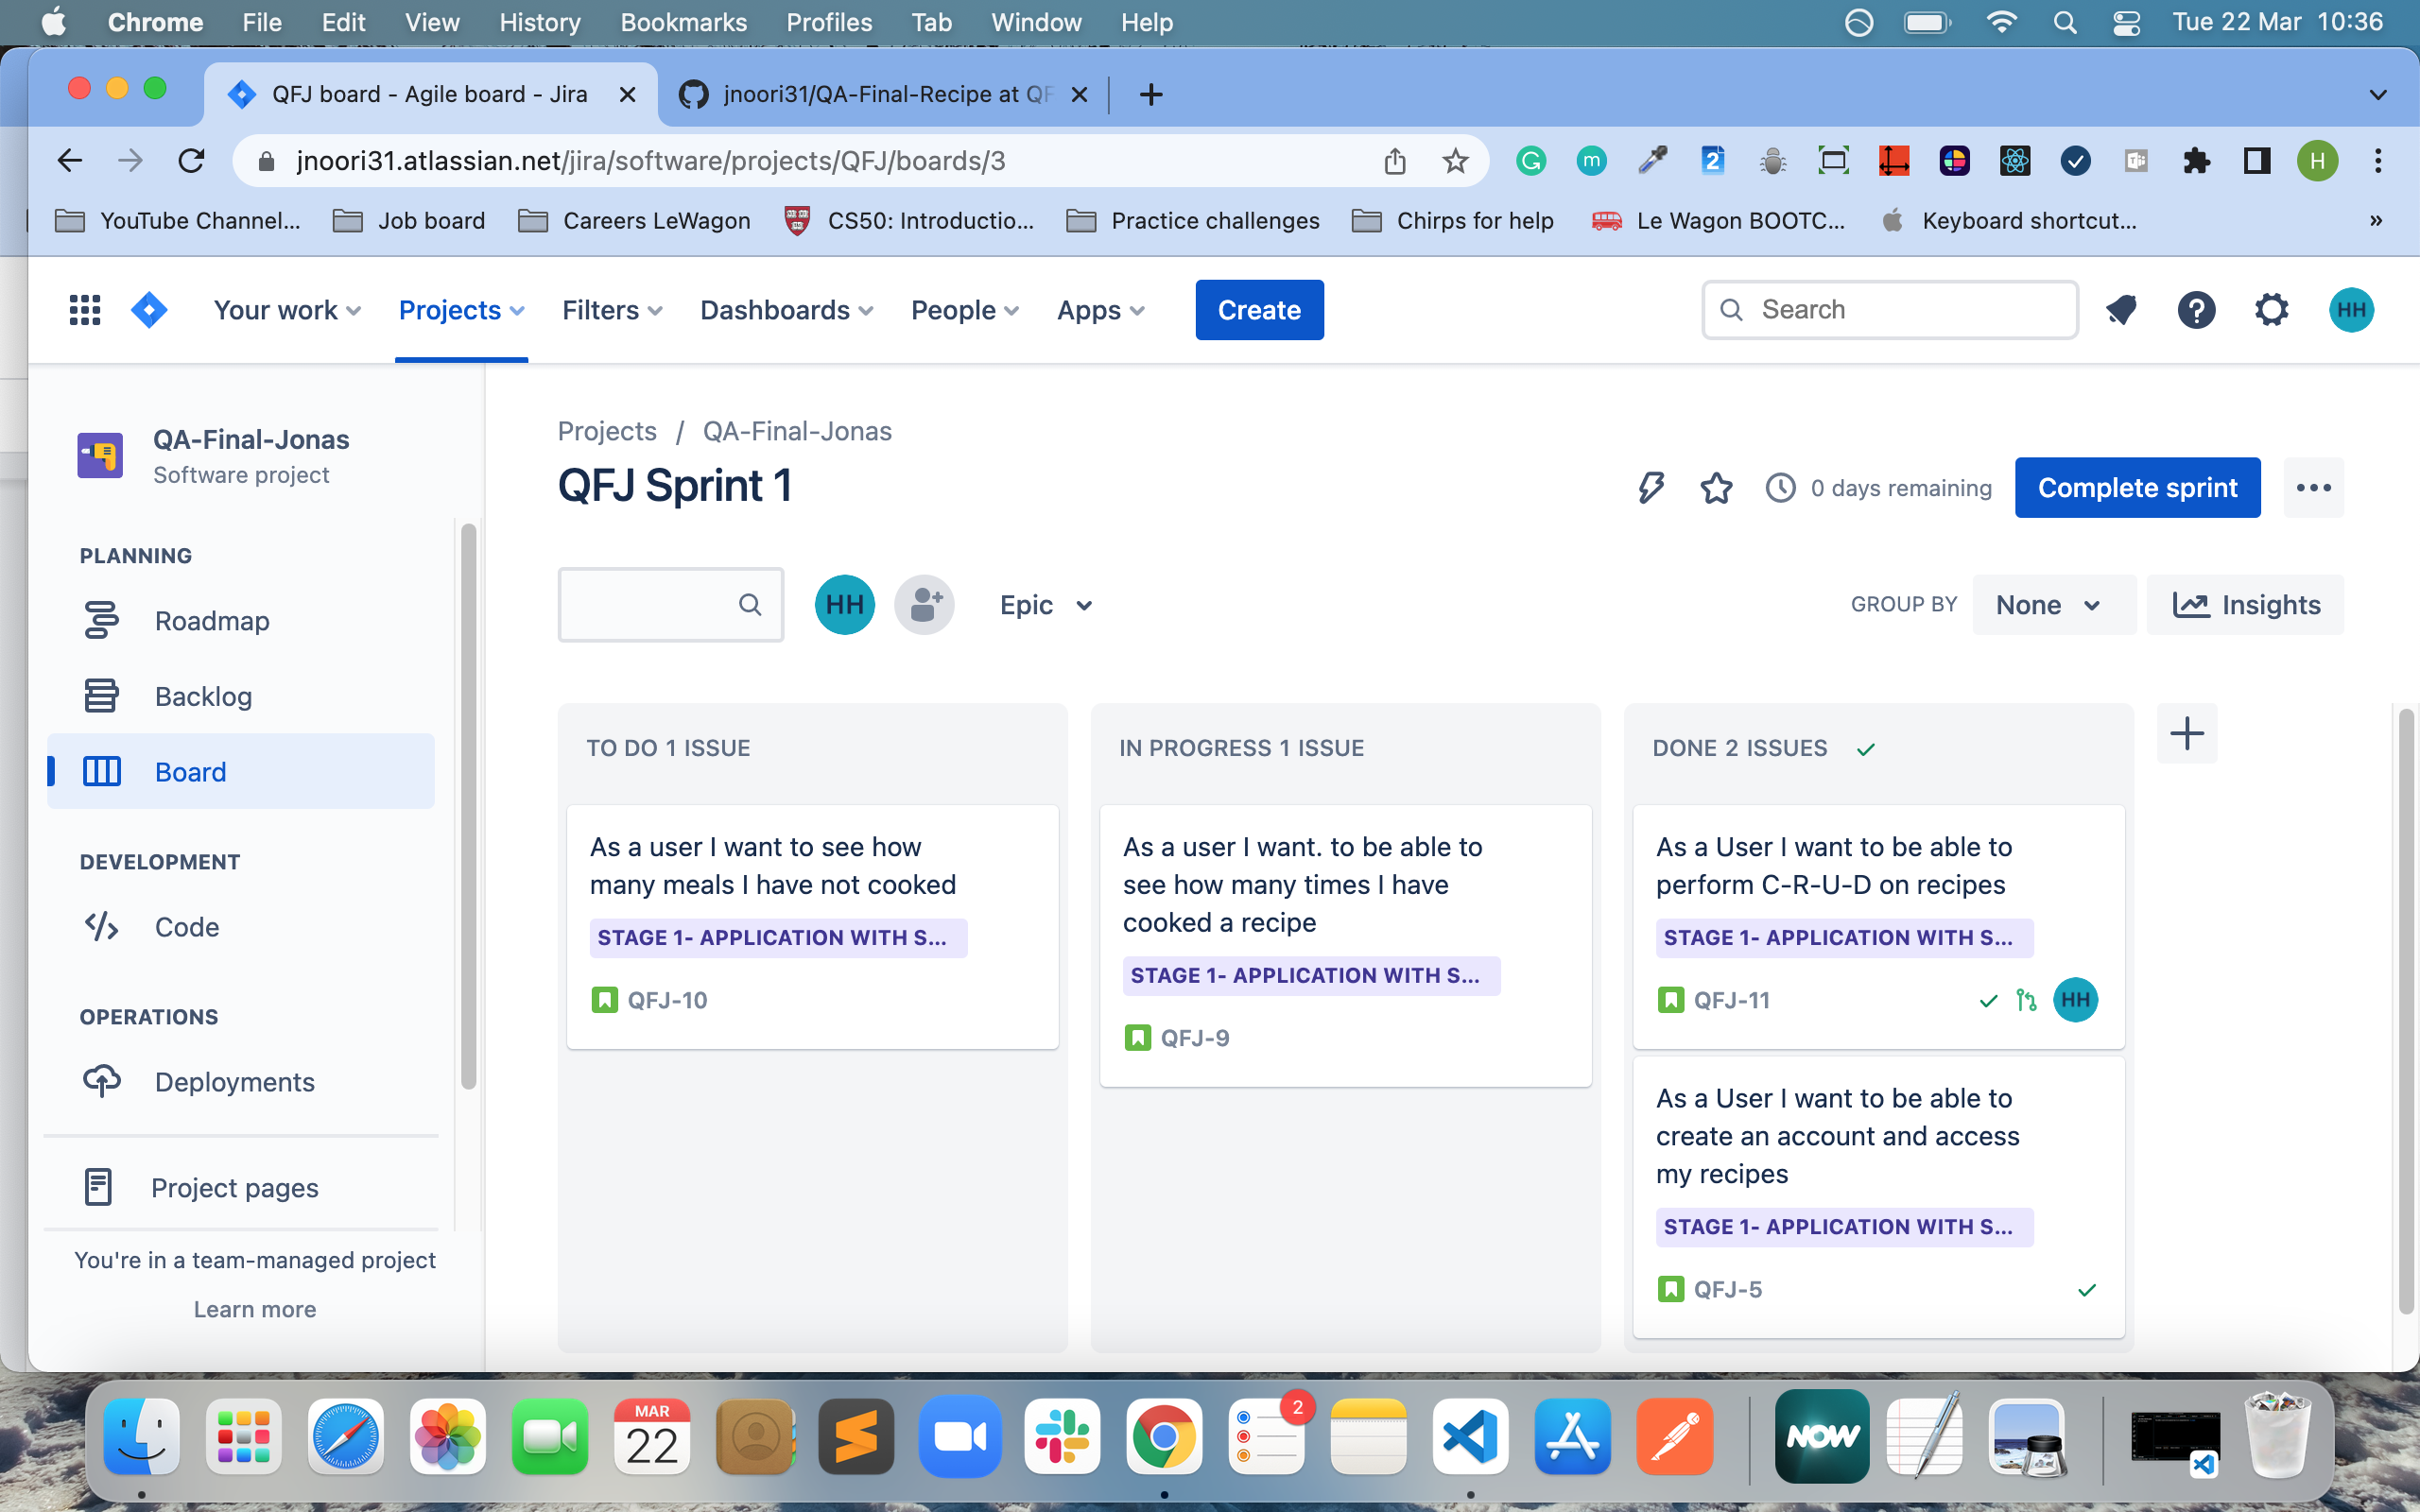 Chrome File Edit View History Bookmarks Profiles Tab Window Help Tue 22 Mar 10:36
QFJ board - Agile board - Jira jnoori31/QA-Final-Recipe at QF
jnoori31.atlassian.net/jira/software/projects/QFJ/boards/3 m 2 H
YouTube Channel... Job board Careers LeWagon CS50: Introductio... Practice challenges Chirps for help Le Wagon BOOTC... Keyboard shortcut... »
Your work Projects Filters Dashboards People Apps Create Search HH
QA-Final-Jonas
Software project
PLANNING
Roadmap
Backlog
Board
DEVELOPMENT
Code
OPERATIONS
Deployments
Project pages
You're in a team-managed project
Learn more
Projects / QA-Final-Jonas
QFJ Sprint 1
0 days remaining Complete sprint
HH Epic GROUP BY None Insights
TO DO 1 ISSUE
As a user I want to see how
many meals I have not cooked
STAGE 1- APPLICATION WITH S...
QFJ-10
IN PROGRESS 1 ISSUE
As a user I want. to be able to
see how many times I have
cooked a recipe
STAGE 1- APPLICATION WITH S...
QFJ-9
DONE 2 ISSUES
As a User I want to be able to
perform C-R-U-D on recipes
STAGE 1- APPLICATION WITH S...
QFJ-11 HH
As a User I want to be able to
create an account and access
my recipes
STAGE 1- APPLICATION WITH S...
QFJ-5
MAR
22
2
NOW